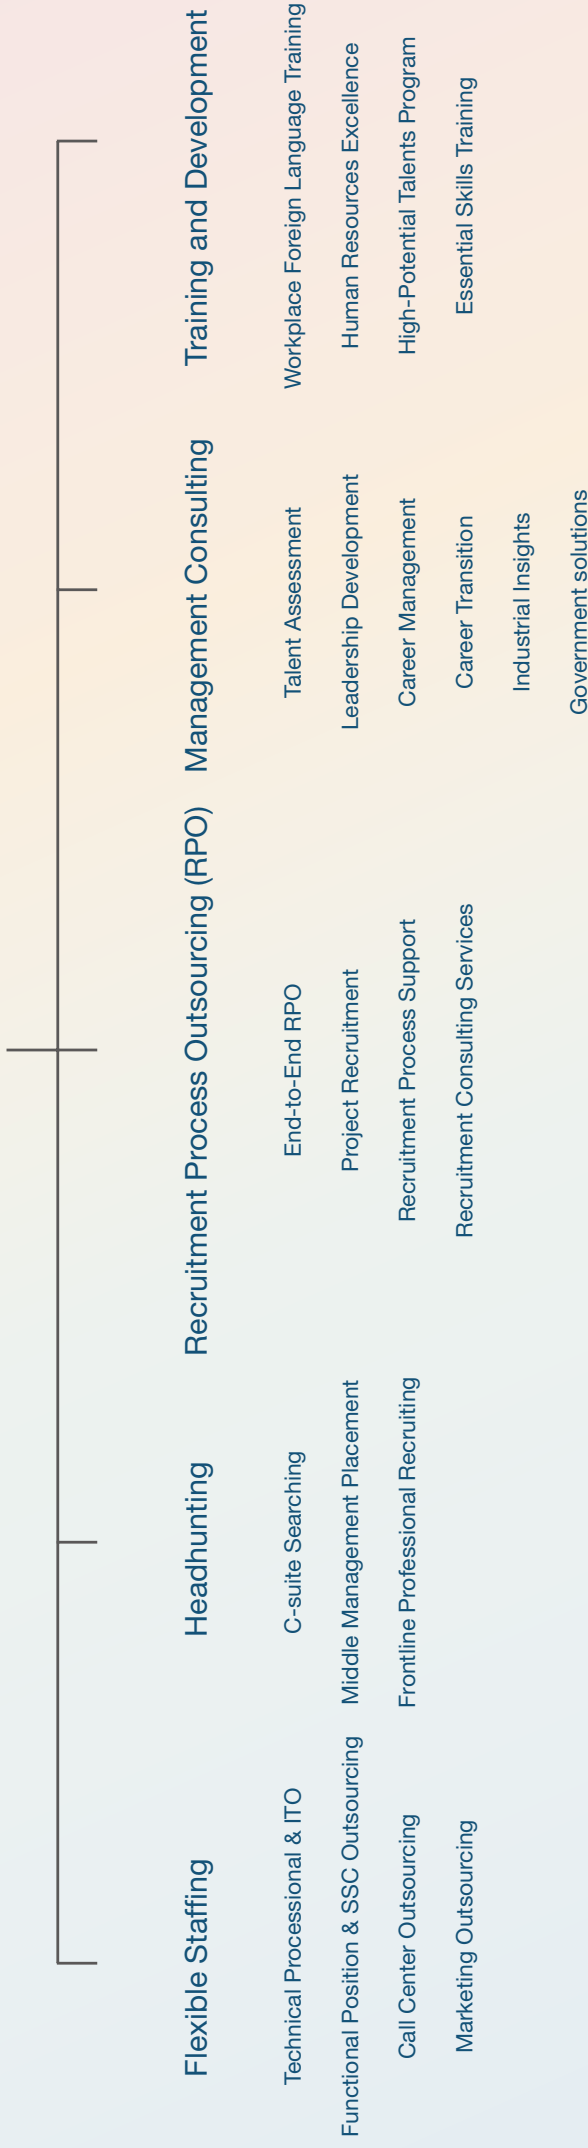 Flexible Staffing
Technical Processional & ITO
Functional Position & SSC Outsourcing
Call Center Outsourcing
Marketing Outsourcing
Headhunting
C-suite Searching
Middle Management Placement
Frontline Professional Recruiting
Recruitment Process Outsourcing (RPO)
End-to-End RPO
Project Recruitment
Recruitment Process Support
Recruitment Consulting Services
Management Consulting
Talent Assessment
Leadership Development
Career Management
Career Transition
Industrial Insights
Government solutions
Training and Development
Workplace Foreign Language Training
Human Resources Excellence
High-Potential Talents Program
Essential Skills Training